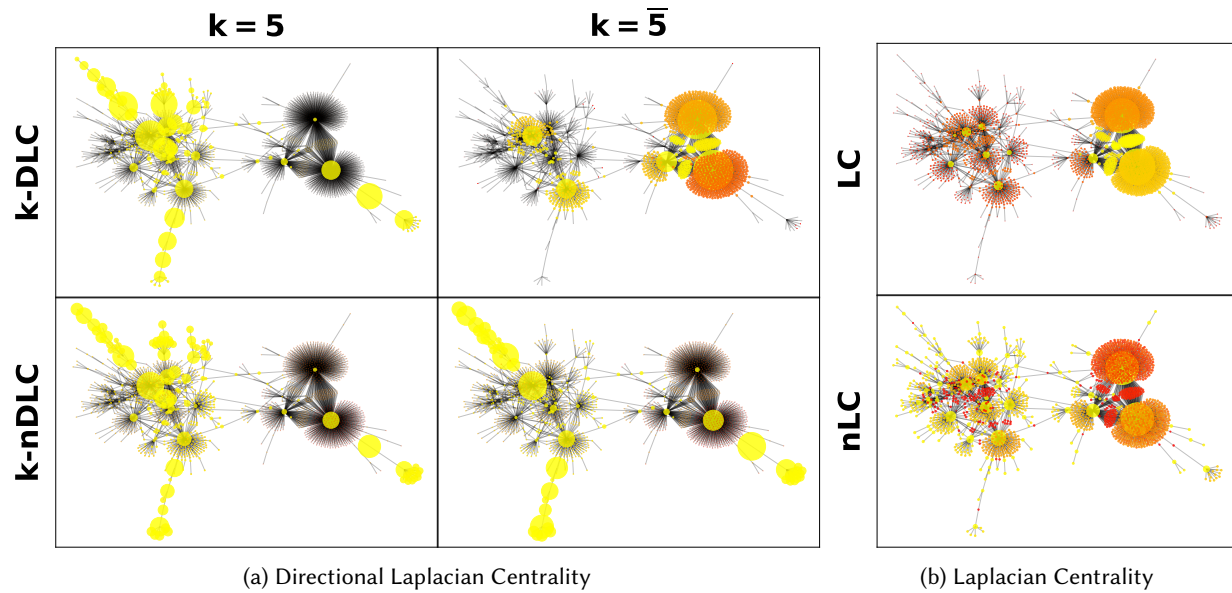 k = 5
k = 5̅
k-DLC
LC
k-nDLC
nLC
(a) Directional Laplacian Centrality
(b) Laplacian Centrality